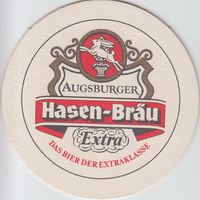 AUGSBURGER
Hasen-Bräu
Extra
DAS BIER DER EXTRAKLASSE